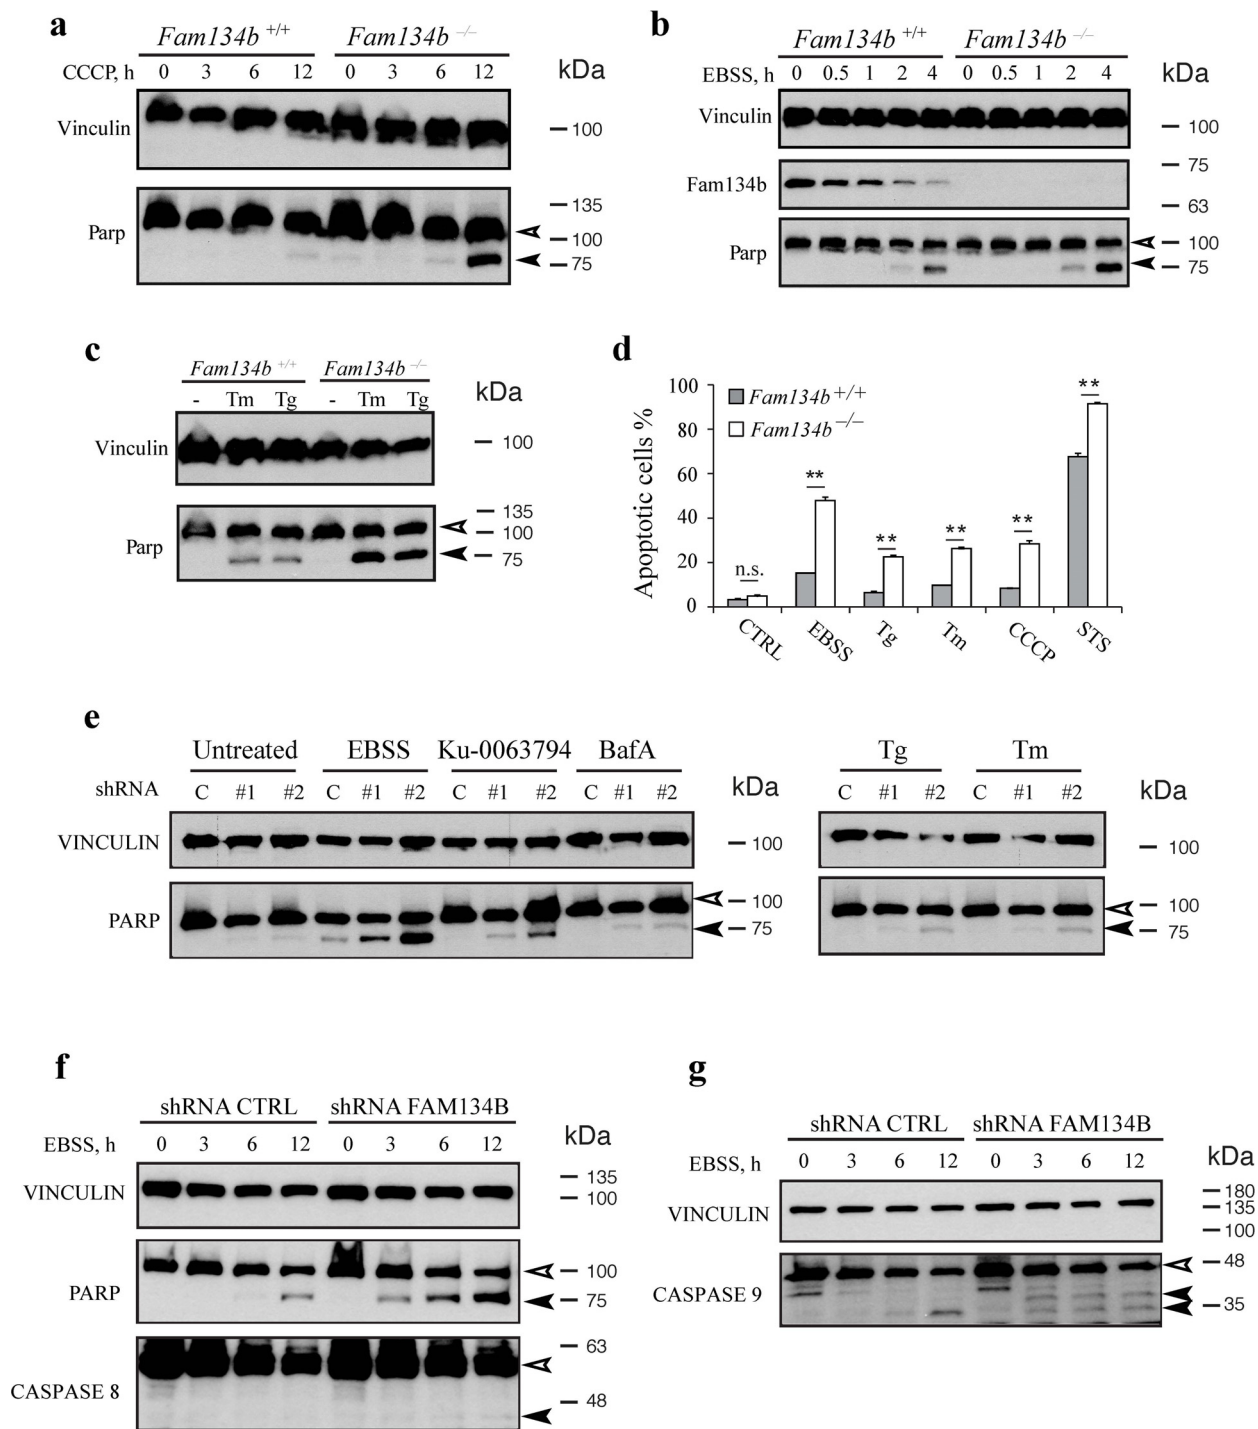 a
Fam134b +/+ Fam134b −/−
CCCP, h 0 3 6 12 0 3 6 12 kDa
Vinculin
100
Parp
135
100
75
b
Fam134b +/+ Fam134b −/−
EBSS, h 0 0.5 1 2 4 0 0.5 1 2 4 kDa
Vinculin
100
Fam134b
75
63
Parp
100
75
c
Fam134b +/+ Fam134b −/−
- Tm Tg - Tm Tg kDa
Vinculin
100
Parp
135
100
75
d
Apoptotic cells %
100
80
60
40
20
0
Fam134b +/+
Fam134b −/−
n.s.
**
**
**
**
**
CTRL EBSS Tg Tm CCCP STS
e
Untreated EBSS Ku-0063794 BafA
shRNA C #1 #2 C #1 #2 C #1 #2 C #1 #2 kDa
VINCULIN
100
PARP
100
75
Tg Tm
C #1 #2 C #1 #2 kDa
100
100
75
f
shRNA CTRL shRNA FAM134B
EBSS, h 0 3 6 12 0 3 6 12 kDa
VINCULIN
135
100
PARP
100
75
CASPASE 8
63
48
g
shRNA CTRL shRNA FAM134B
EBSS, h 0 3 6 12 0 3 6 12 kDa
VINCULIN
180
135
100
CASPASE 9
48
35